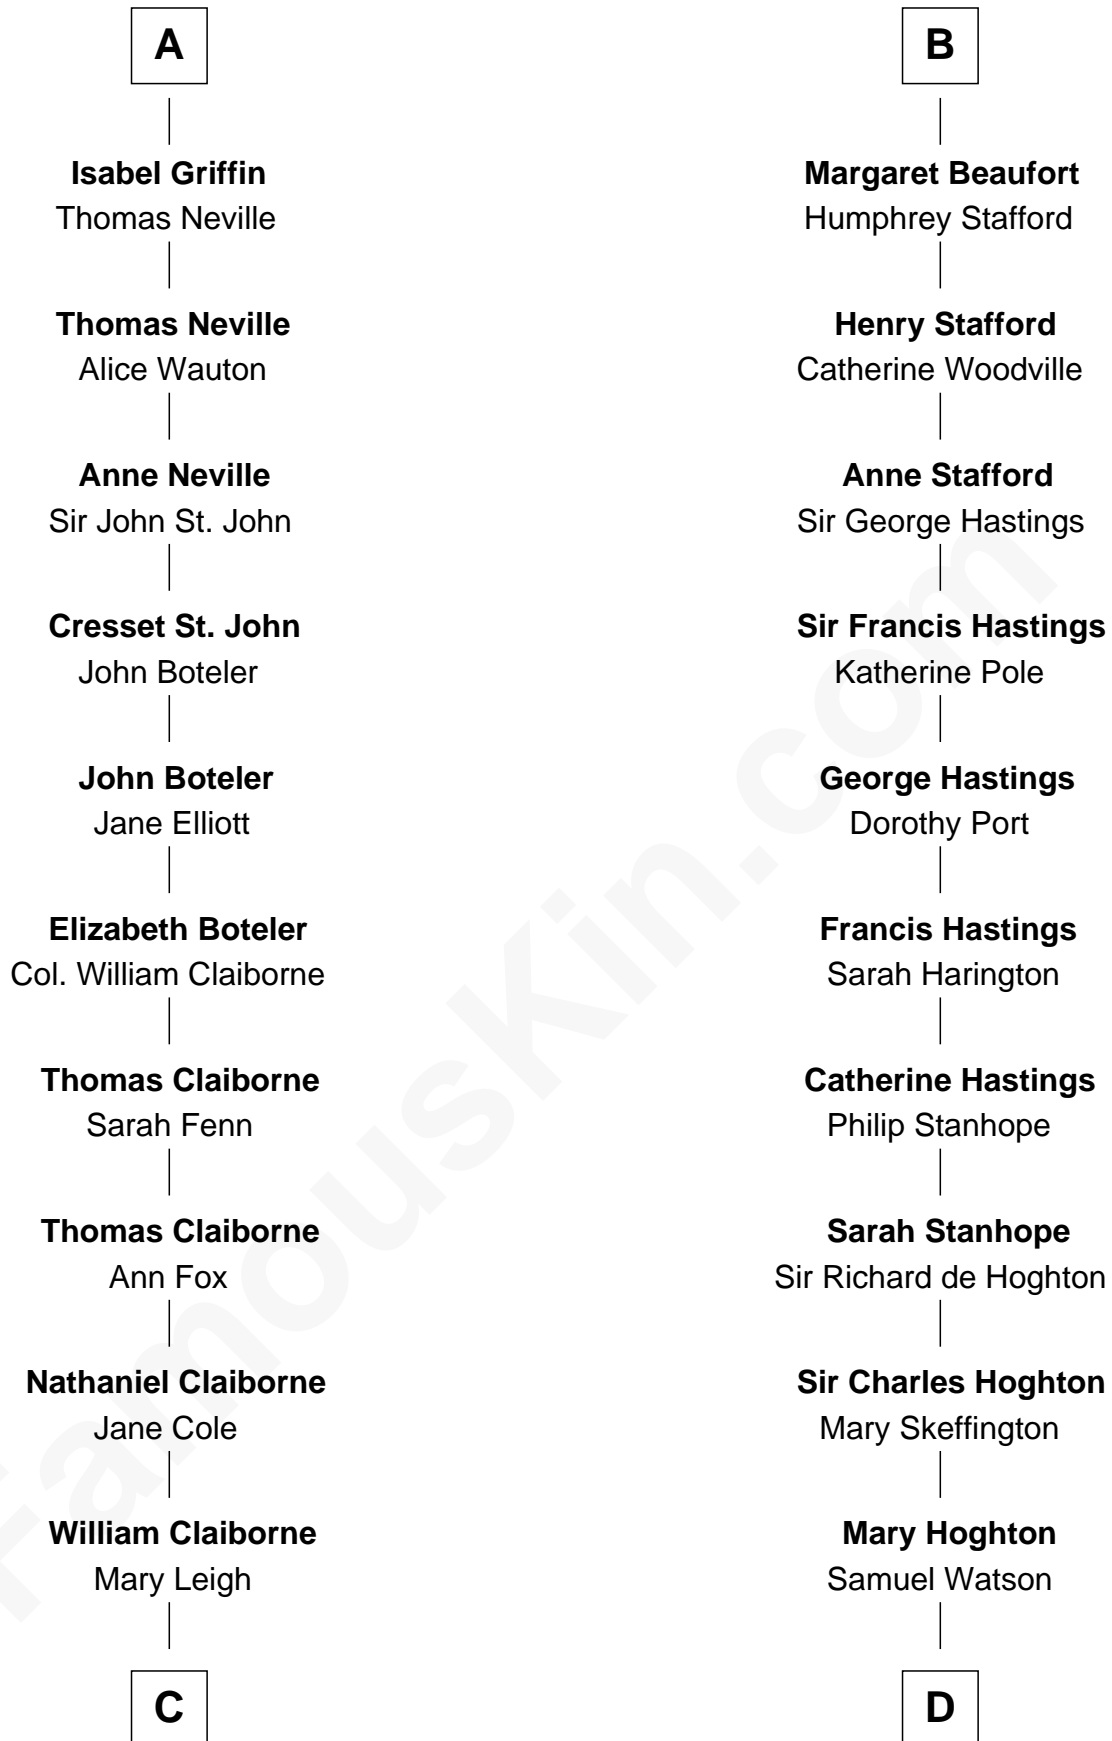 A
Isabel Griffin
Thomas Neville
Thomas Neville
Alice Wauton
Anne Neville
Sir John St. John
Cresset St. John
John Boteler
John Boteler
Jane Elliott
Elizabeth Boteler
Col. William Claiborne
Thomas Claiborne
Sarah Fenn
Thomas Claiborne
Ann Fox
Nathaniel Claiborne
Jane Cole
William Claiborne
Mary Leigh
C
B
Margaret Beaufort
Humphrey Stafford
Henry Stafford
Catherine Woodville
Anne Stafford
Sir George Hastings
Sir Francis Hastings
Katherine Pole
George Hastings
Dorothy Port
Francis Hastings
Sarah Harington
Catherine Hastings
Philip Stanhope
Sarah Stanhope
Sir Richard de Hoghton
Sir Charles Hoghton
Mary Skeffington
Mary Hoghton
Samuel Watson
D
FamousKin.com